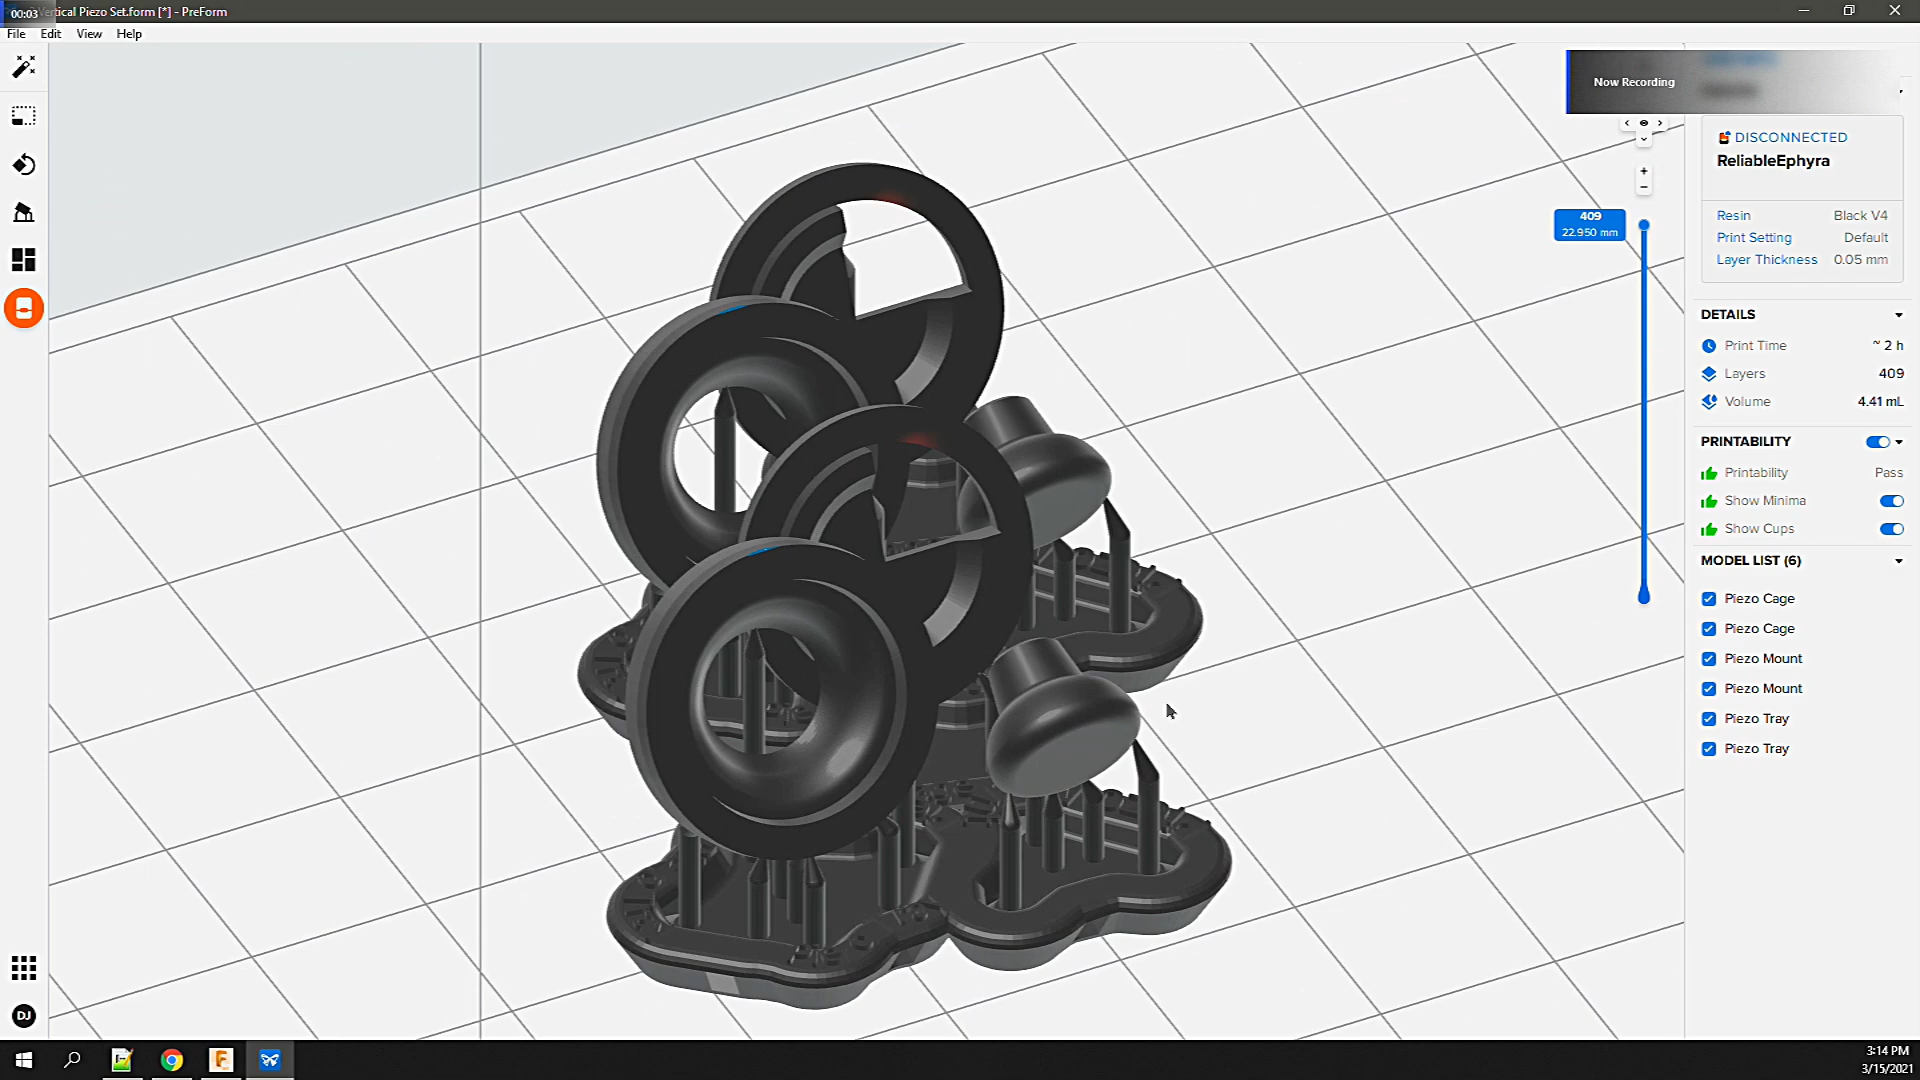 00:03
Vertical Piezo Set.form [*] - PreForm
File Edit View Help
Now Recording
DISCONNECTED
ReliableEphyra
409
22.950 mm
Resin Black V4
Print Setting Default
Layer Thickness 0.05 mm
DETAILS
Print Time ~ 2 h
Layers 409
Volume 4.41 mL
PRINTABILITY
Printability Pass
Show Minima
Show Cups
MODEL LIST (6)
Piezo Cage
Piezo Cage
Piezo Mount
Piezo Mount
Piezo Tray
Piezo Tray
DJ
3:14 PM
3/15/2021